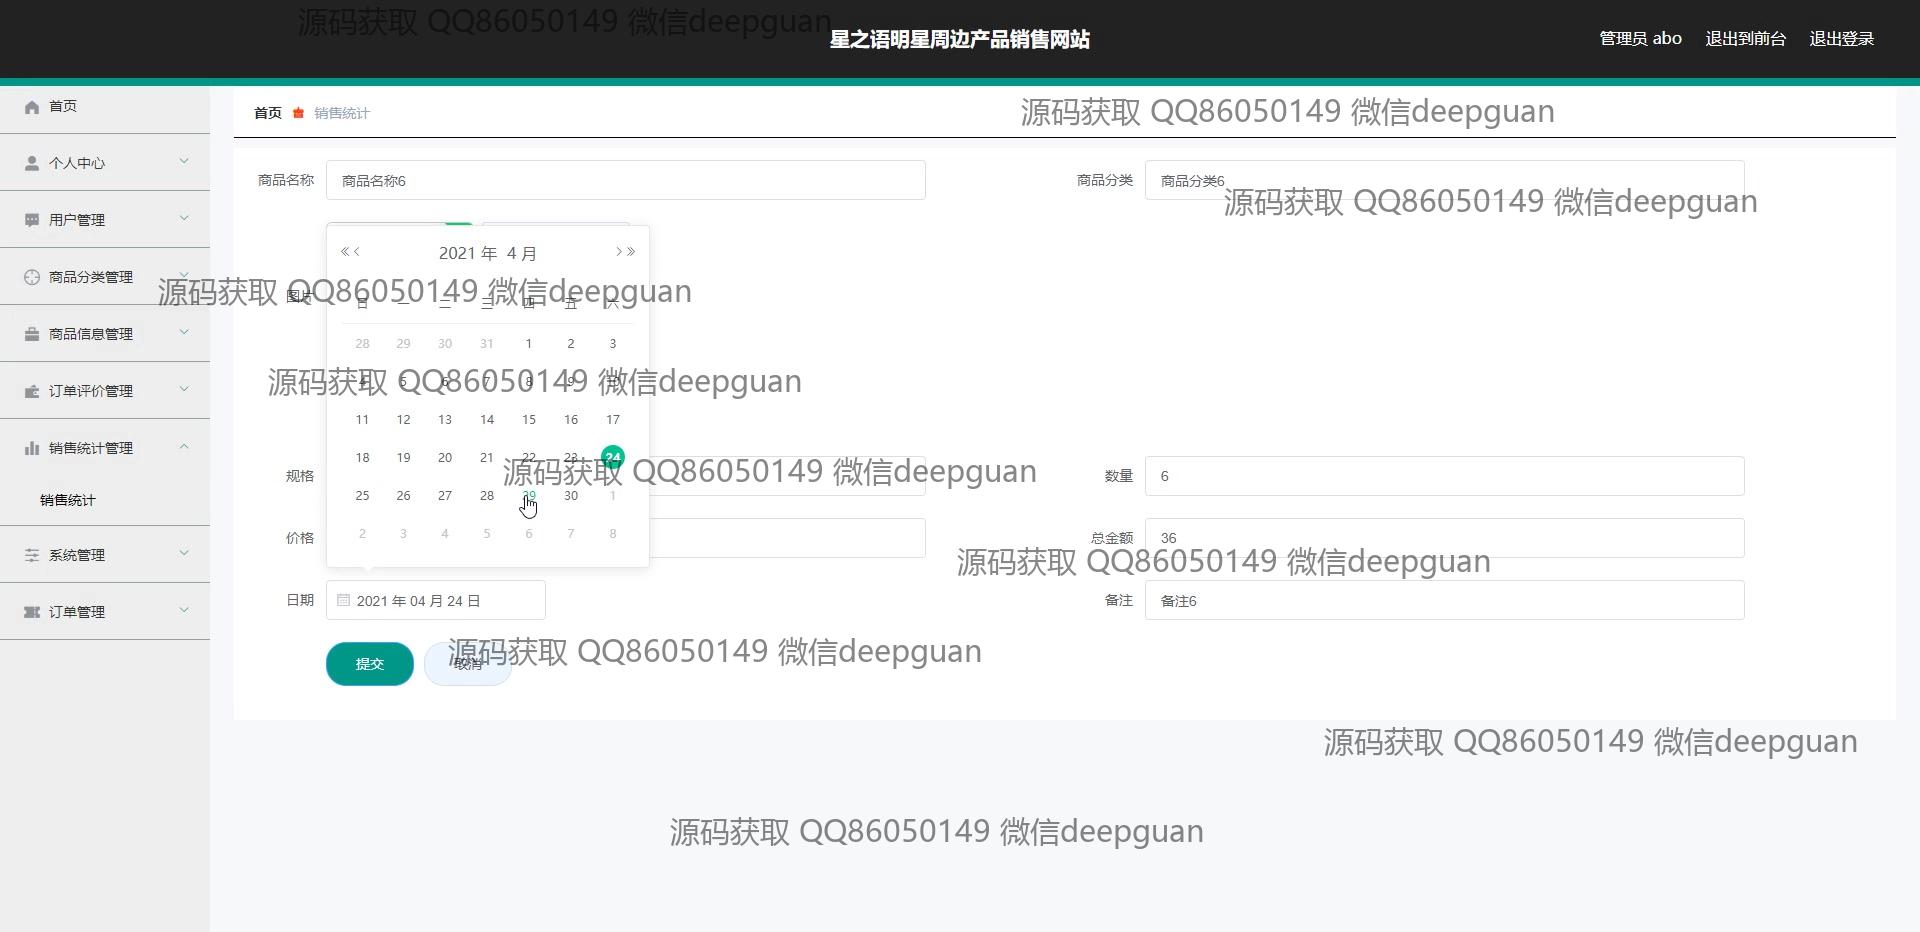 源码获取 QQ86050149 微信deepguan
星之语明星周边产品销售网站
管理员 abo 退出到前台 退出登录
首页
首页 销售统计
源码获取 QQ86050149 微信deepguan
个人中心
商品名称 商品名称6 商品分类 商品分类6
源码获取 QQ86050149 微信deepguan
用户管理
2021 年 4 月
商品分类管理
源码获取 QQ86050149 微信deepguan
图片
日 一 二 三 四 五 六
商品信息管理
28 29 30 31 1 2 3
源码获取 QQ86050149 微信deepguan
4 5 6 7 8 9 10
订单评价管理
11 12 13 14 15 16 17
销售统计管理
18 19 20 21 22 23 24
源码获取 QQ86050149 微信deepguan
规格 数量 6
销售统计
25 26 27 28 29 30 1
2 3 4 5 6 7 8
价格 总金额 36
系统管理
源码获取 QQ86050149 微信deepguan
日期 2021 年 04 月 24 日 备注 备注6
订单管理
源码获取 QQ86050149 微信deepguan
提交 取消
源码获取 QQ86050149 微信deepguan
源码获取 QQ86050149 微信deepguan